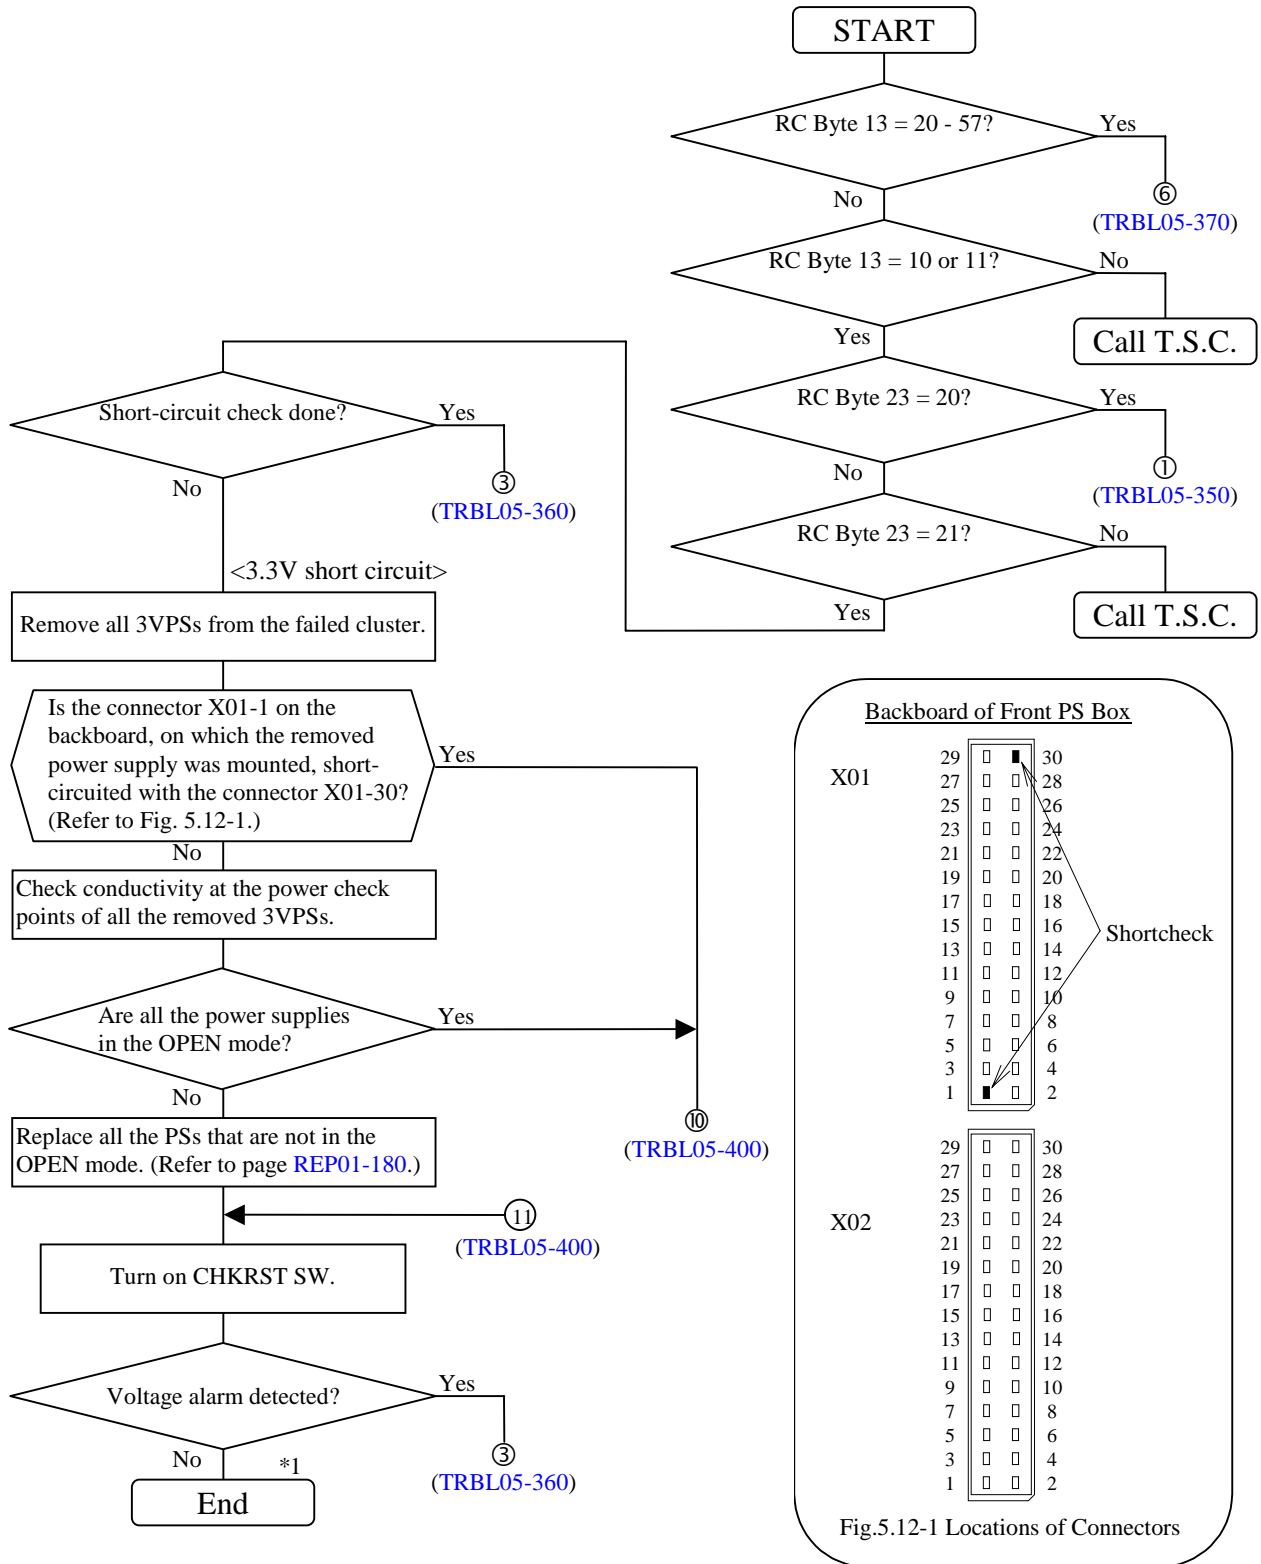 START
RC Byte 13 = 20 - 57?
Yes
⑥
(TRBL05-370)
No
RC Byte 13 = 10 or 11?
No
Call T.S.C.
Yes
RC Byte 23 = 20?
Yes
①
(TRBL05-350)
No
RC Byte 23 = 21?
No
Call T.S.C.
Yes
Short-circuit check done?
Yes
③
(TRBL05-360)
No
<3.3V short circuit>
Remove all 3VPSs from the failed cluster.
Is the connector X01-1 on the
backboard, on which the removed
power supply was mounted, short-
circuited with the connector X01-30?
(Refer to Fig. 5.12-1.)
Yes
No
Check conductivity at the power check
points of all the removed 3VPSs.
Are all the power supplies
in the OPEN mode?
Yes
⑩
(TRBL05-400)
No
Replace all the PSs that are not in the
OPEN mode. (Refer to page REP01-180.)
11
(TRBL05-400)
Turn on CHKRST SW.
Voltage alarm detected?
Yes
③
(TRBL05-360)
No
*1
End
Backboard of Front PS Box
X01
29 30
27 28
25 26
23 24
21 22
19 20
17 18
15 16
13 14
11 12
9 10
7 8
5 6
3 4
1 2
Shortcheck
X02
29 30
27 28
25 26
23 24
21 22
19 20
17 18
15 16
13 14
11 12
9 10
7 8
5 6
3 4
1 2
Fig.5.12-1 Locations of Connectors